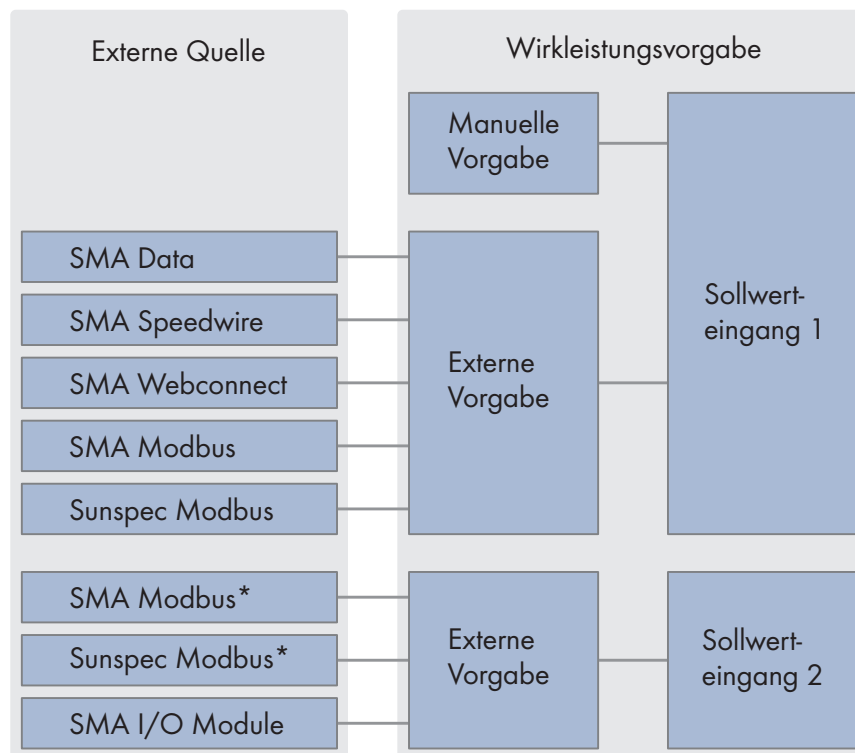 Externe Quelle
Wirkleistungsvorgabe
Manuelle
Vorgabe
SMA Data
SMA Speedwire
SMA Webconnect
SMA Modbus
Sunspec Modbus
Externe
Vorgabe
Sollwert-
eingang 1
SMA Modbus*
Sunspec Modbus*
SMA I/O Module
Externe
Vorgabe
Sollwert-
eingang 2